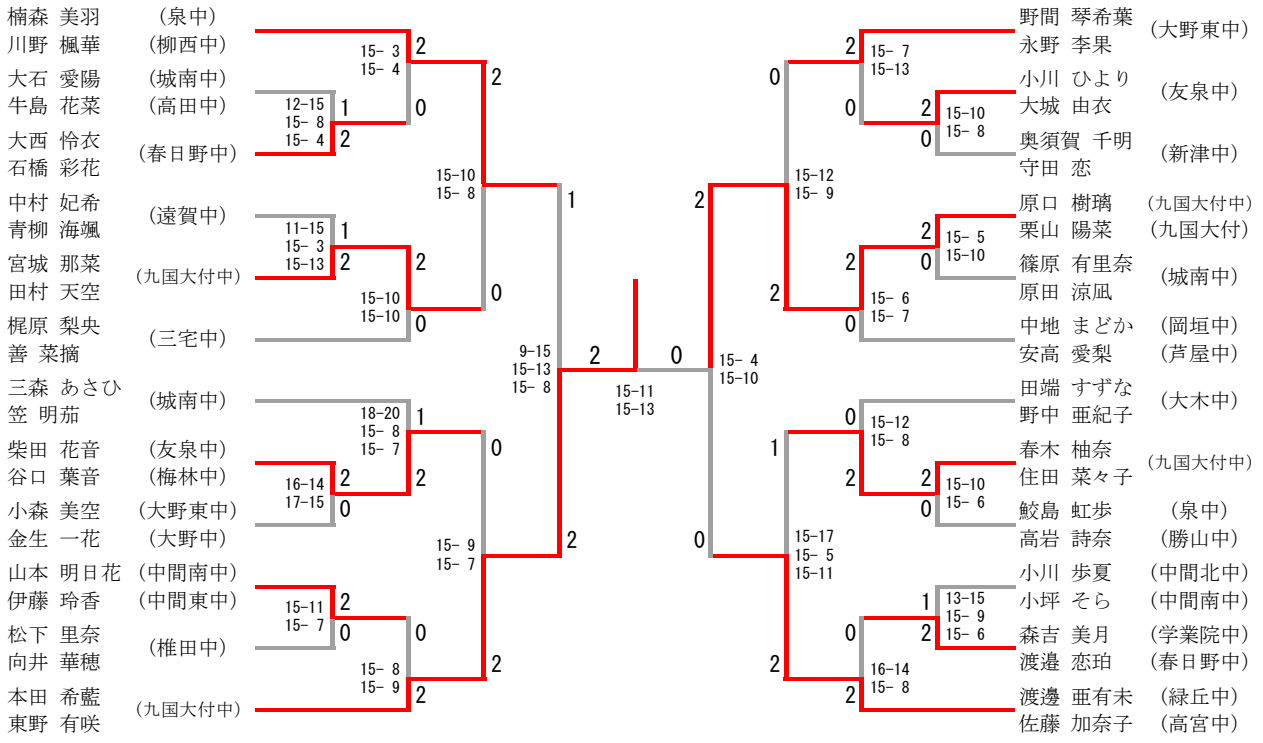 楠森 美羽 (泉中)
川野 楓華 (柳西中)
大石 愛陽 (城南中)
牛島 花菜 (高田中)
大西 怜衣
石橋 彩花
(春日野中)
中村 妃希
青柳 海颯
(遠賀中)
宮城 那菜
田村 天空
(九国大付中)
梶原 梨央
善 菜摘
(三宅中)
三森 あさひ
笠 明茄
(城南中)
柴田 花音 (友泉中)
谷口 葉音 (梅林中)
小森 美空 (大野東中)
金生 一花 (大野中)
山本 明日花 (中間南中)
伊藤 玲香 (中間東中)
松下 里奈
向井 華穂
(椎田中)
本田 希藍
東野 有咲
(九国大付中)
12-15
15- 8
15- 4
1
2
11-15
15- 3
15-13
1
2
16-14
17-15
2
0
15-11
15- 7
2
0
15- 3
15- 4
2
0
15-10
15-10
2
0
18-20
15- 8
15- 7
1
2
15- 8
15- 9
0
2
15-10
15- 8
2
0
15- 9
15- 7
0
2
9-15
15-13
15- 8
1
2
2
0
15-11
15-13
15- 4
15-10
2
0
15-12
15- 9
0
2
15-17
15- 5
15-11
1
2
15- 7
15-13
2
0
15- 6
15- 7
2
0
15-12
15- 8
0
2
16-14
15- 8
0
2
15-10
15- 8
2
0
15- 5
15-10
2
0
15-10
15- 6
2
0
13-15
15- 9
15- 6
1
2
野間 琴希葉
永野 李果
(大野東中)
小川 ひより
大城 由衣
(友泉中)
奥須賀 千明
守田 恋
(新津中)
原口 樹璃 (九国大付中)
栗山 陽菜 (九国大付)
篠原 有里奈
原田 涼凪
(城南中)
中地 まどか (岡垣中)
安高 愛梨 (芦屋中)
田端 すずな
野中 亜紀子
(大木中)
春木 柚奈
住田 菜々子
(九国大付中)
鮫島 虹歩 (泉中)
高岩 詩奈 (勝山中)
小川 歩夏 (中間北中)
小坪 そら (中間南中)
森吉 美月 (学業院中)
渡邉 恋珀 (春日野中)
渡邊 亜有未 (緑丘中)
佐藤 加奈子 (高宮中)